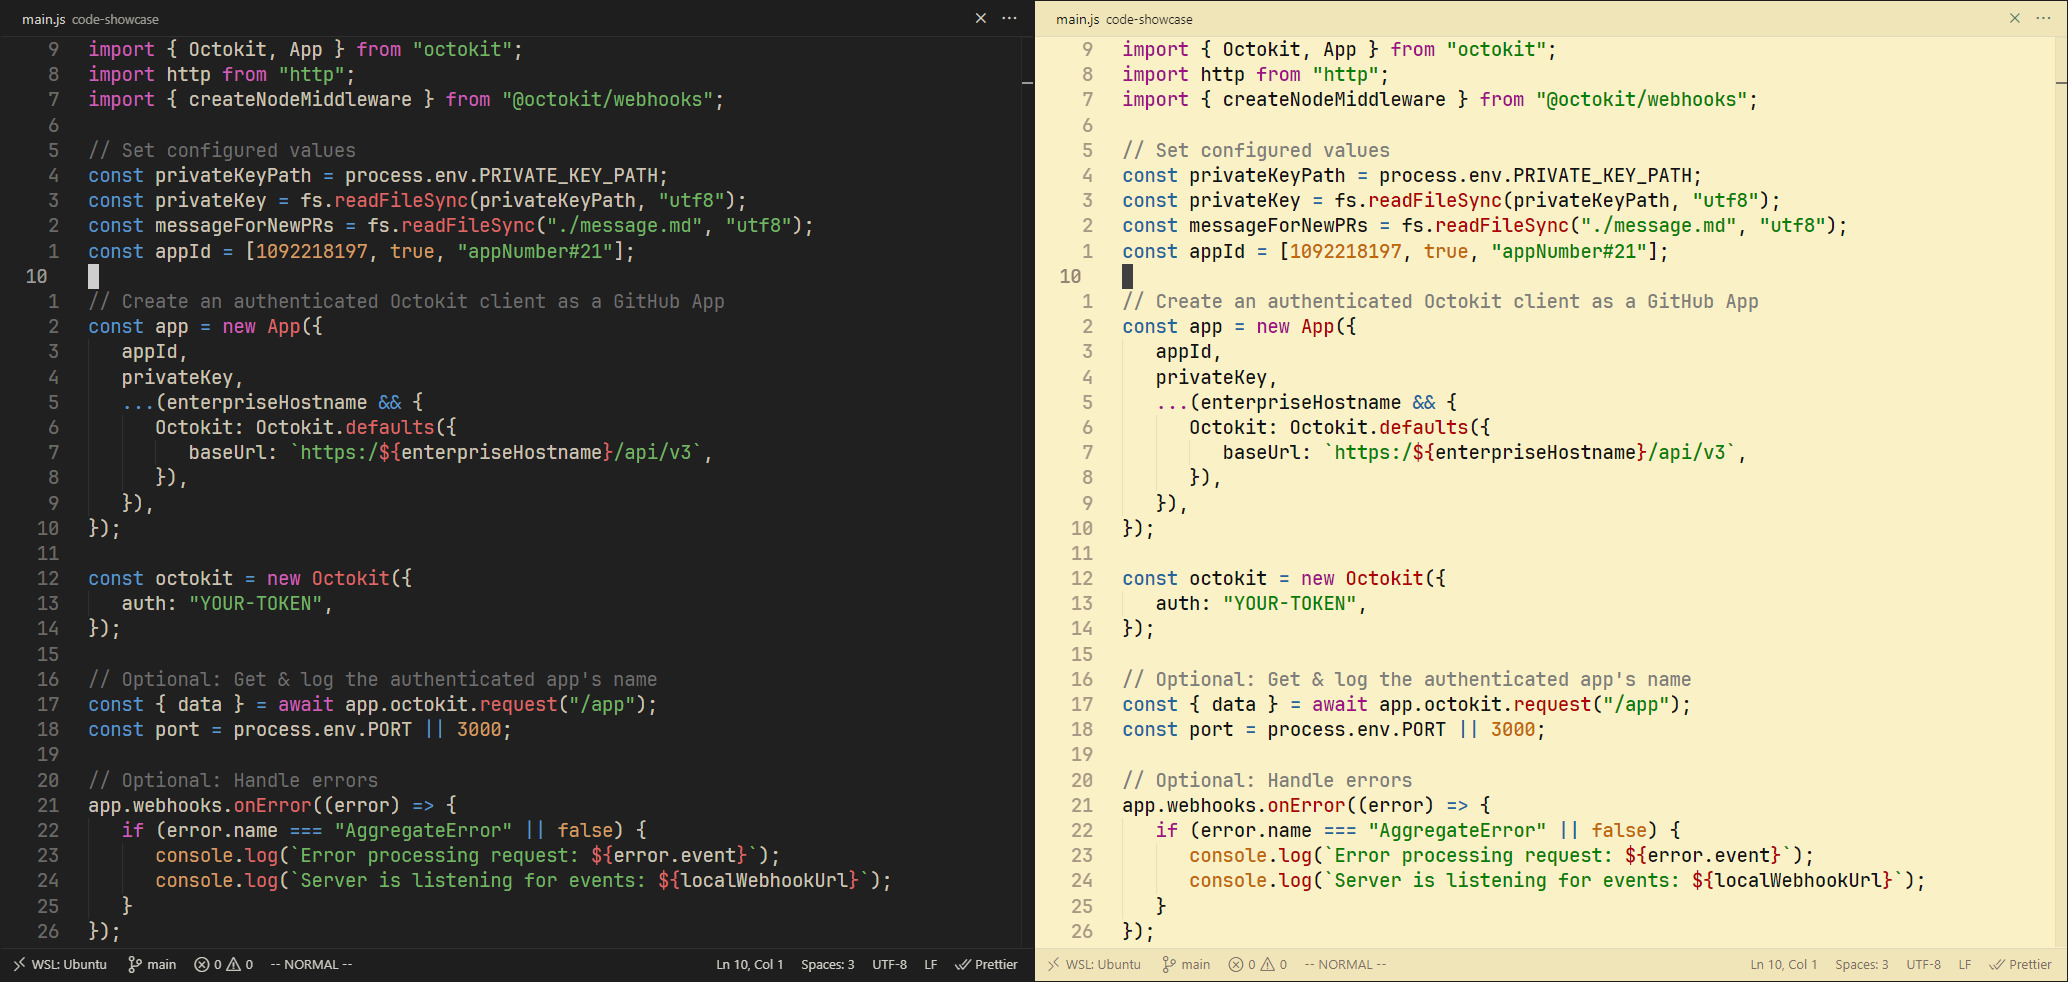 main.js code-showcase
9 import { Octokit, App } from "octokit";
8 import http from "http";
7 import { createNodeMiddleware } from "@octokit/webhooks";
6
5 // Set configured values
4 const privateKeyPath = process.env.PRIVATE_KEY_PATH;
3 const privateKey = fs.readFileSync(privateKeyPath, "utf8");
2 const messageForNewPRs = fs.readFileSync("./message.md", "utf8");
1 const appId = [1092218197, true, "appNumber#21"];
10
1 // Create an authenticated Octokit client as a GitHub App
2 const app = new App({
3 appId,
4 privateKey,
5 ...(enterpriseHostname && {
6 Octokit: Octokit.defaults({
7 baseUrl: `https:/${enterpriseHostname}/api/v3`,
8 }),
9 }),
10 });
11
12 const octokit = new Octokit({
13 auth: "YOUR-TOKEN",
14 });
15
16 // Optional: Get & log the authenticated app's name
17 const { data } = await app.octokit.request("/app");
18 const port = process.env.PORT || 3000;
19
20 // Optional: Handle errors
21 app.webhooks.onError((error) => {
22 if (error.name === "AggregateError" || false) {
23 console.log(`Error processing request: ${error.event}`);
24 console.log(`Server is listening for events: ${localWebhookUrl}`);
25 }
26 });
WSL: Ubuntu main 0 0 -- NORMAL -- Ln 10, Col 1 Spaces: 3 UTF-8 LF Prettier
main.js code-showcase
9 import { Octokit, App } from "octokit";
8 import http from "http";
7 import { createNodeMiddleware } from "@octokit/webhooks";
6
5 // Set configured values
4 const privateKeyPath = process.env.PRIVATE_KEY_PATH;
3 const privateKey = fs.readFileSync(privateKeyPath, "utf8");
2 const messageForNewPRs = fs.readFileSync("./message.md", "utf8");
1 const appId = [1092218197, true, "appNumber#21"];
10
1 // Create an authenticated Octokit client as a GitHub App
2 const app = new App({
3 appId,
4 privateKey,
5 ...(enterpriseHostname && {
6 Octokit: Octokit.defaults({
7 baseUrl: `https:/${enterpriseHostname}/api/v3`,
8 }),
9 }),
10 });
11
12 const octokit = new Octokit({
13 auth: "YOUR-TOKEN",
14 });
15
16 // Optional: Get & log the authenticated app's name
17 const { data } = await app.octokit.request("/app");
18 const port = process.env.PORT || 3000;
19
20 // Optional: Handle errors
21 app.webhooks.onError((error) => {
22 if (error.name === "AggregateError" || false) {
23 console.log(`Error processing request: ${error.event}`);
24 console.log(`Server is listening for events: ${localWebhookUrl}`);
25 }
26 });
WSL: Ubuntu main 0 0 -- NORMAL -- Ln 10, Col 1 Spaces: 3 UTF-8 LF Prettier